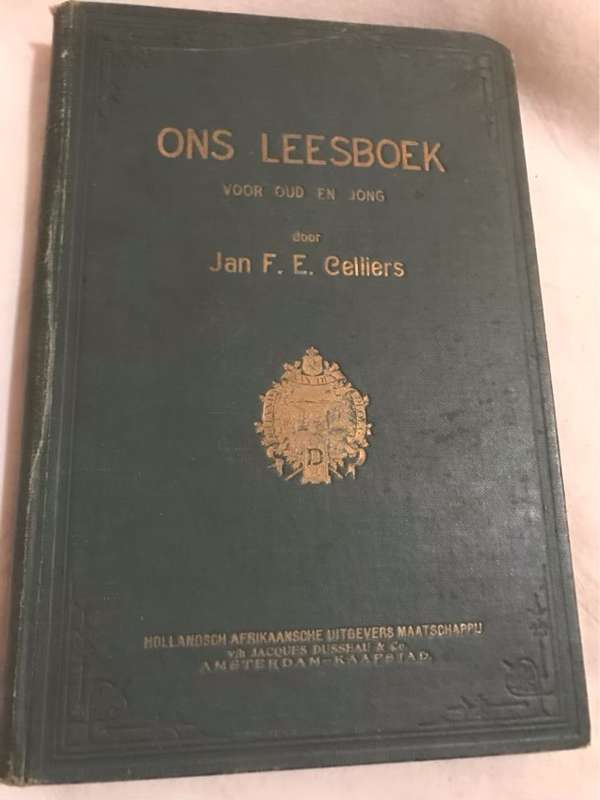 ONS LEESBOEK
VOOR OUD EN JONG
door
Jan F. E. Celliers
D
HOLLANDSCH AFRIKAANSCHE UITGEVERS MAATSCHAPPIJ
v/h JACQUES DUSSEAU & Co.
AMSTERDAM–KAAPSTAD.